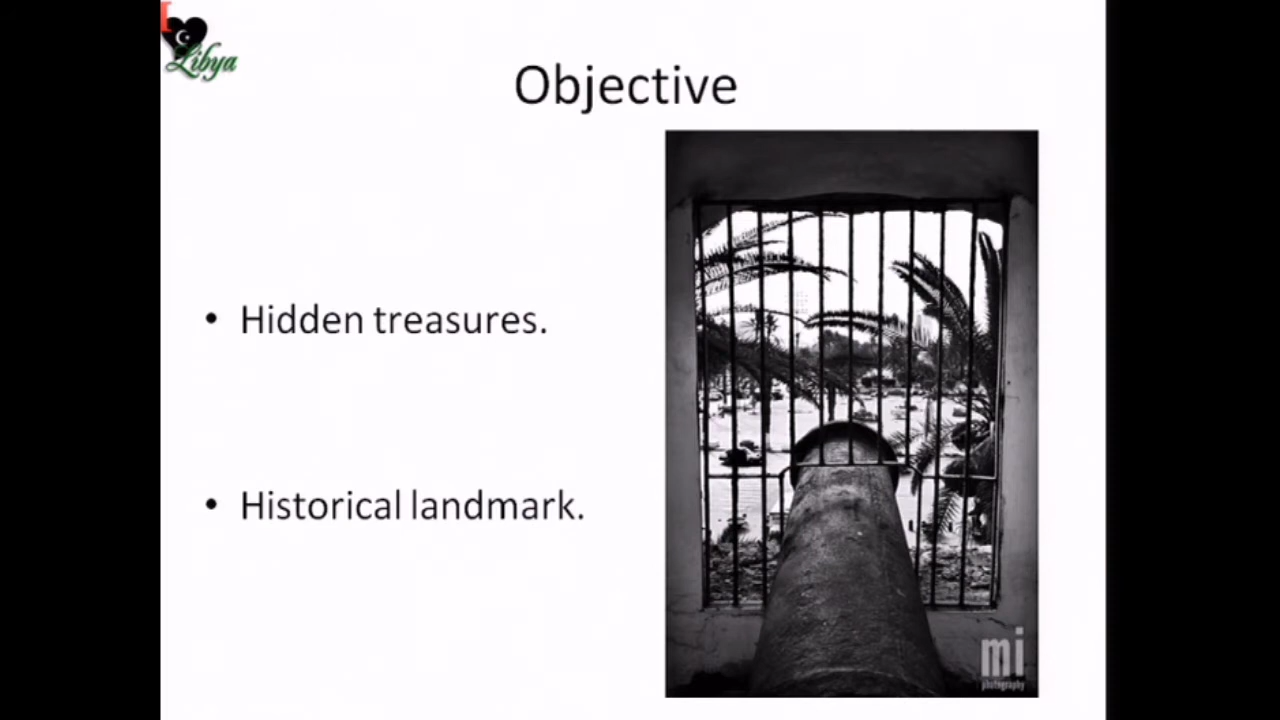 I
Libya
Objective
• Hidden treasures.
• Historical landmark.
mi
photography